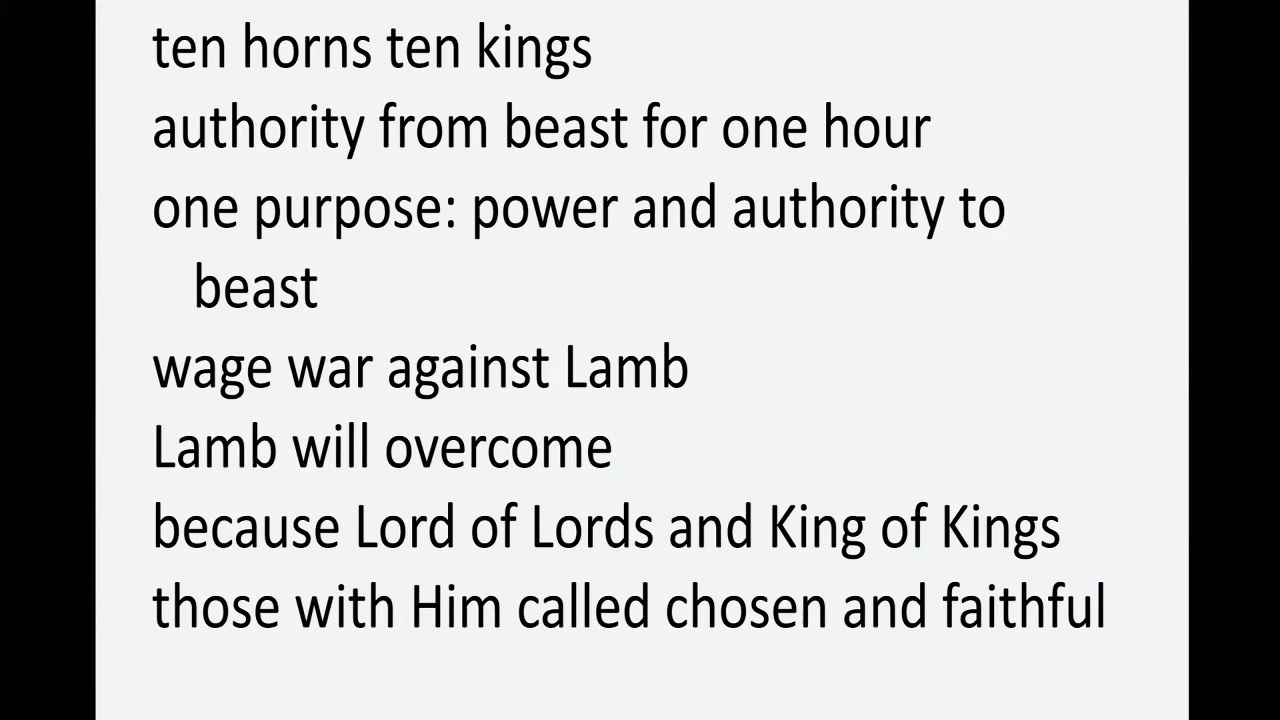 ten horns ten kings
authority from beast for one hour
one purpose: power and authority to
beast
wage war against Lamb
Lamb will overcome
because Lord of Lords and King of Kings
those with Him called chosen and faithful